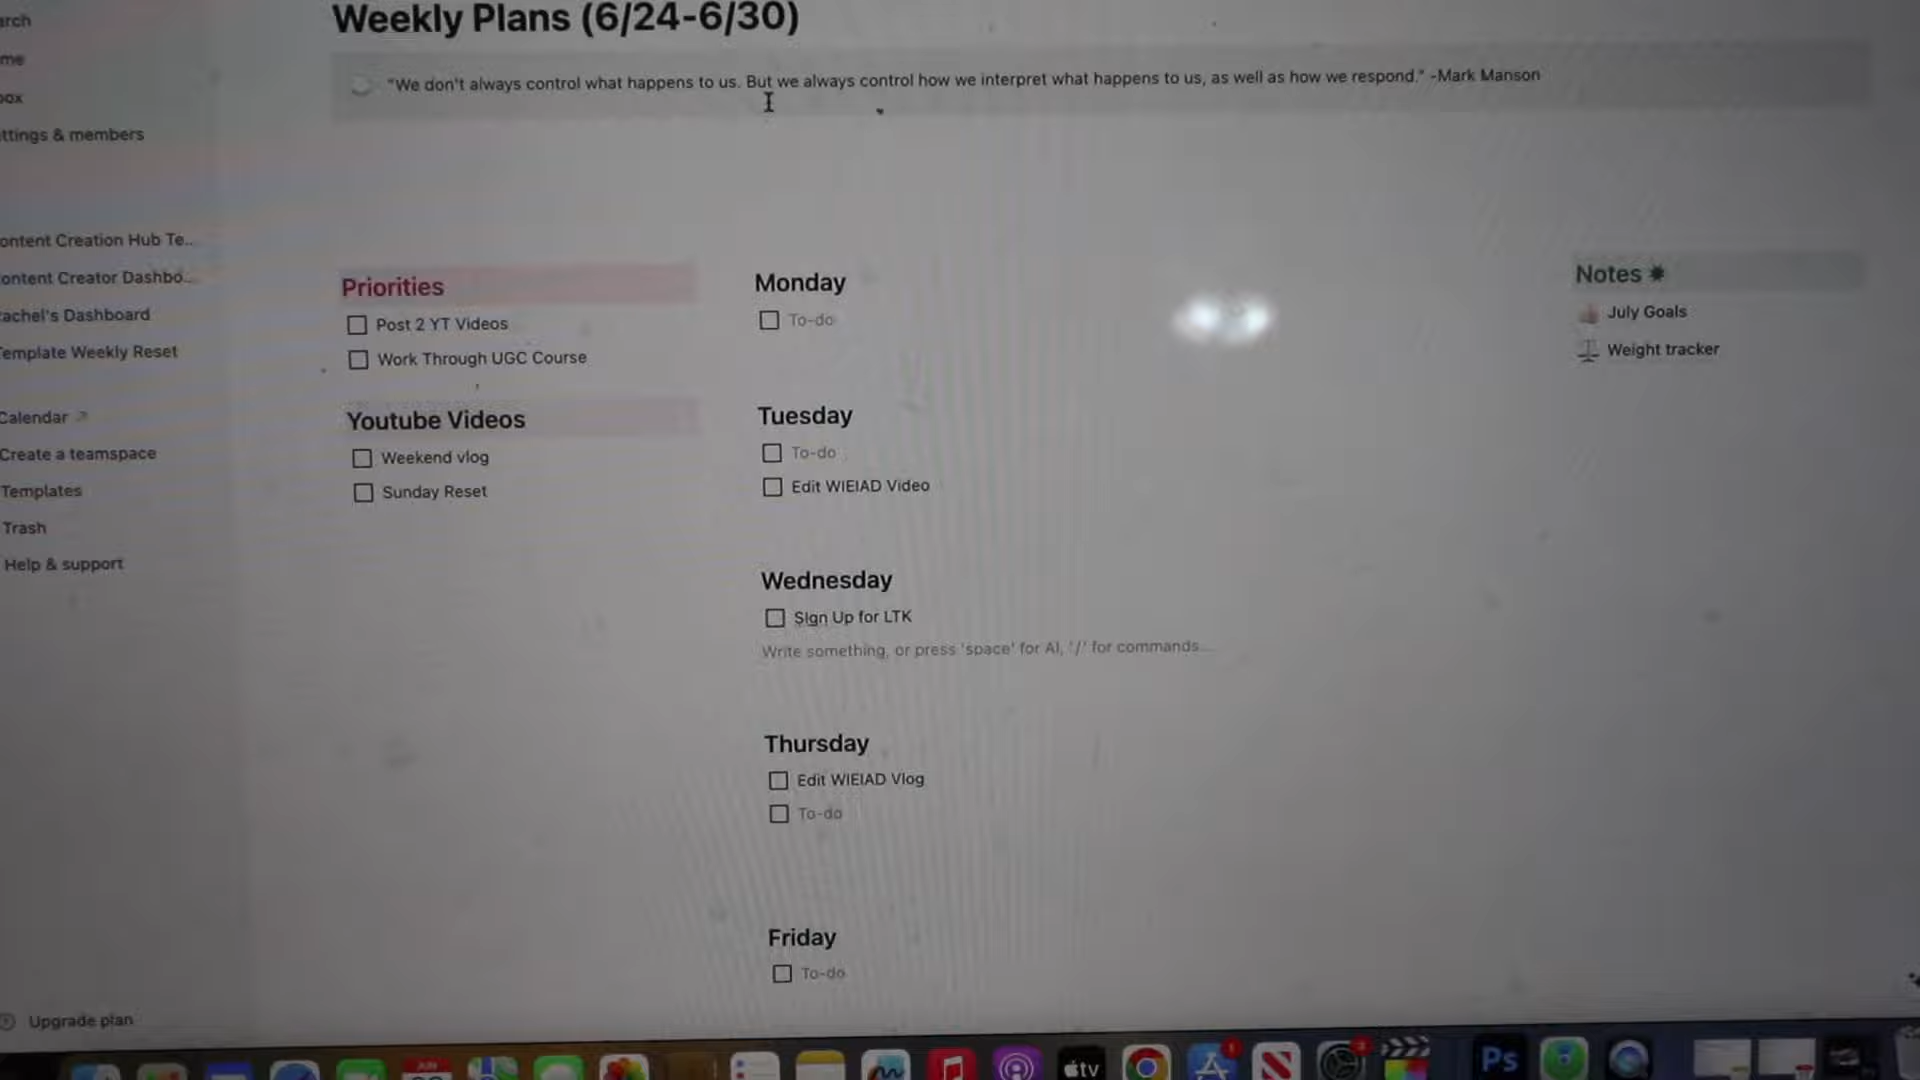 Weekly Plans (6/24-6/30)
"We don't always control what happens to us. But we always control how we interpret what happens to us, as well as how we respond." -Mark Manson
arch
me
box
ttings & members
ontent Creation Hub Te..
ontent Creator Dashbo...
achel's Dashboard
Template Weekly Reset
Calendar
Create a teamspace
Templates
Trash
Help & support
Upgrade plan
Priorities
Post 2 YT Videos
Work Through UGC Course
Youtube Videos
Weekend vlog
Sunday Reset
Monday
To-do
Tuesday
To-do
Edit WIEIAD Video
Wednesday
SIgn Up for LTK
Write something, or press 'space' for AI, '/' for commands...
Thursday
Edit WIEIAD Vlog
To-do
Friday
To-do
Notes
July Goals
Weight tracker
JUN
tv
1
3
Ps